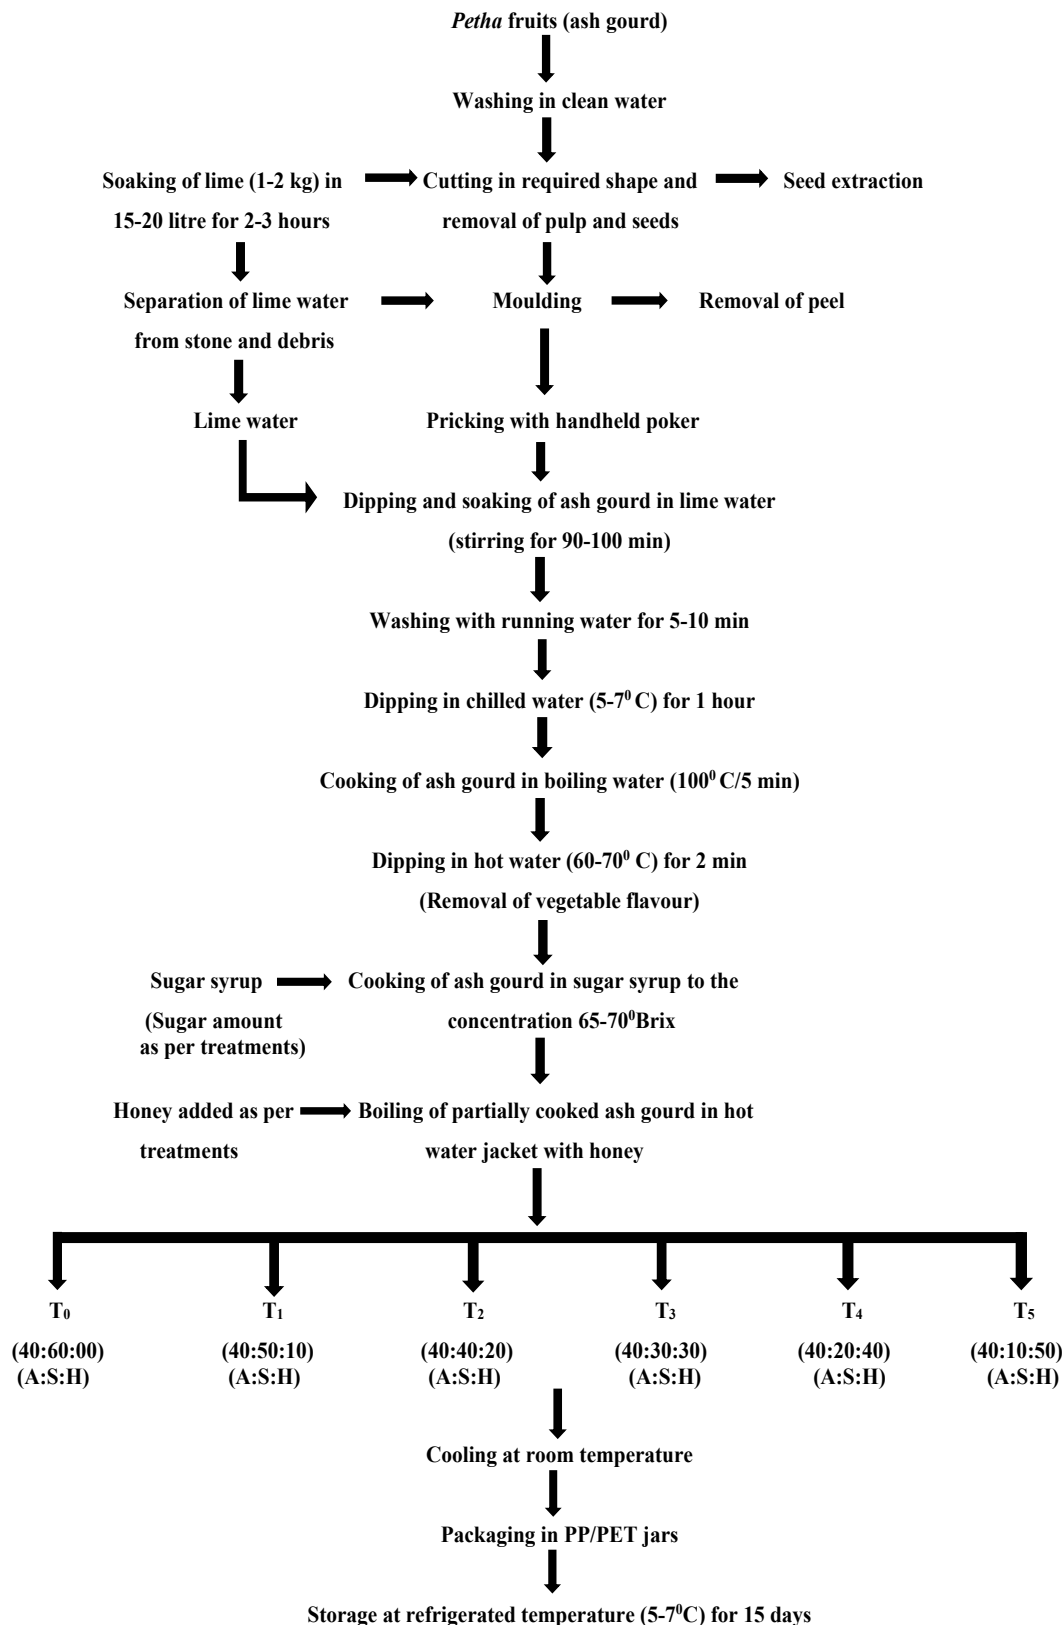 Petha fruits (ash gourd)
Washing in clean water
Soaking of lime (1-2 kg) in
15-20 litre for 2-3 hours
Cutting in required shape and
removal of pulp and seeds
Seed extraction
Separation of lime water
from stone and debris
Moulding
Removal of peel
Lime water
Pricking with handheld poker
Dipping and soaking of ash gourd in lime water
(stirring for 90-100 min)
Washing with running water for 5-10 min
Dipping in chilled water (5-7⁰ C) for 1 hour
Cooking of ash gourd in boiling water (100⁰ C/5 min)
Dipping in hot water (60-70⁰ C) for 2 min
(Removal of vegetable flavour)
Sugar syrup
(Sugar amount
as per treatments)
Cooking of ash gourd in sugar syrup to the
concentration 65-70⁰Brix
Honey added as per
treatments
Boiling of partially cooked ash gourd in hot
water jacket with honey
T₀
(40:60:00)
(A:S:H)
T₁
(40:50:10)
(A:S:H)
T₂
(40:40:20)
(A:S:H)
T₃
(40:30:30)
(A:S:H)
T₄
(40:20:40)
(A:S:H)
T₅
(40:10:50)
(A:S:H)
Cooling at room temperature
Packaging in PP/PET jars
Storage at refrigerated temperature (5-7⁰C) for 15 days